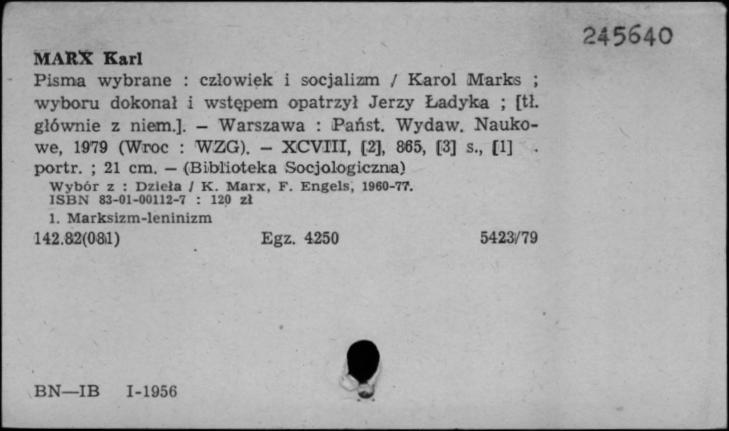 245640
MARX Karl
Pisma wybrane : człowiek i socjalizm / Karol Marks ;
wyboru dokonał i wstępem opatrzył Jerzy Ładyka ; [tł.
głównie z niem.]. — Warszawa : Państ. Wydaw. Nauko-
we, 1979 (Wroc : WZG). — XCVIII, [2], 865, [3] s., [1] .
portr. ; 21 cm. — (Biblioteka Socjologiczna)
Wybór z : Dzieła / K. Marx, F. Engels, 1960-77.
ISBN 83-01-00112-7 : 120 zł
1. Marksizm-leninizm
142.82(081) Egz. 4250 5423/79
BN—IB I-1956